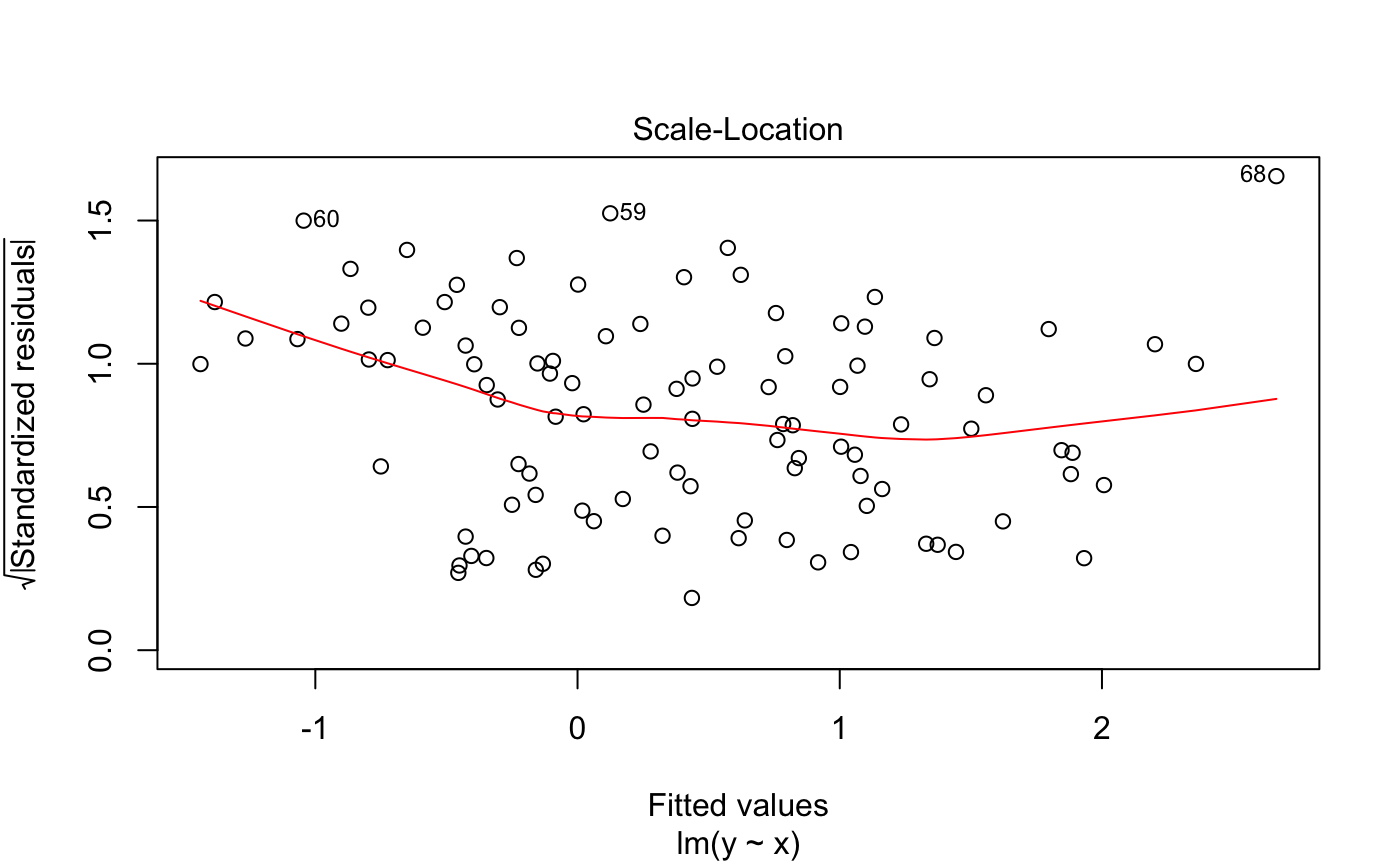 Scale-Location
√|Standardized residuals|
1.5
1.0
0.5
0.0
60
59
68
-1
0
1
2
Fitted values
lm(y ~ x)